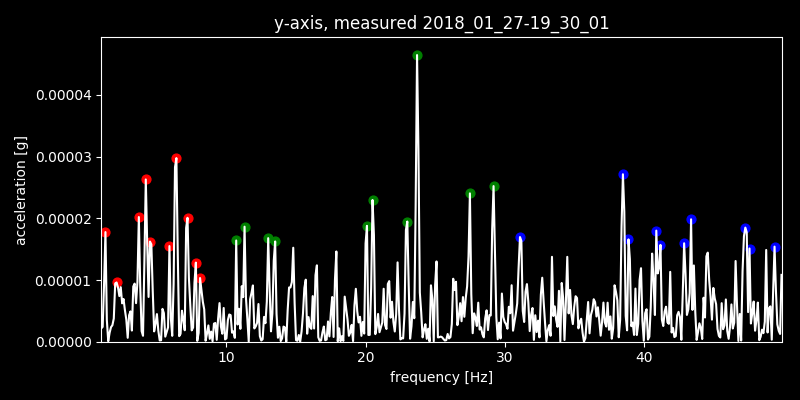 y-axis, measured 2018_01_27-19_30_01
acceleration [g]
0.00004
0.00003
0.00002
0.00001
0.00000
10 20 30 40
frequency [Hz]